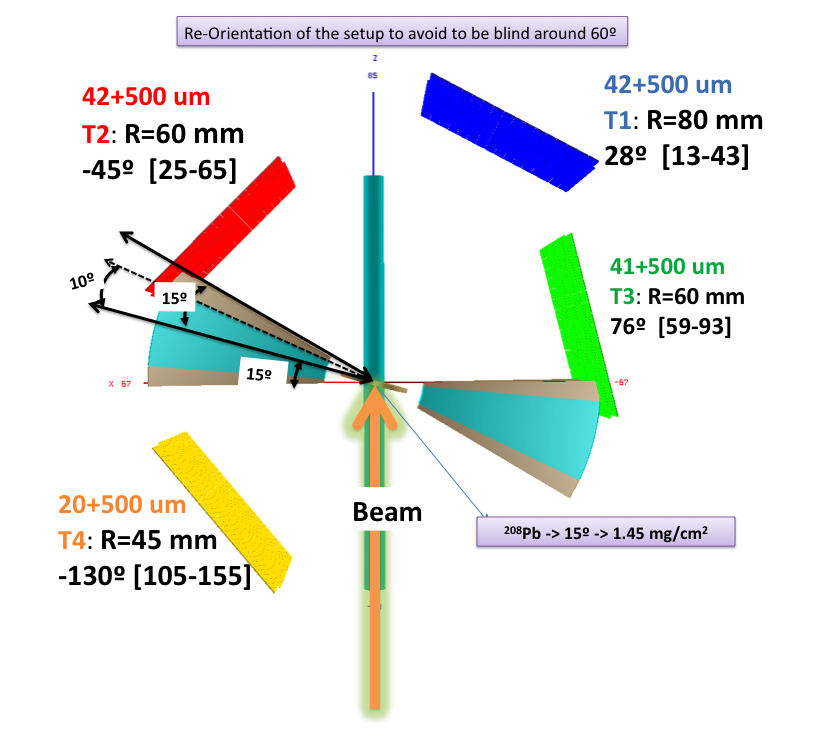 Re-Orientation of the setup to avoid to be blind around 60º
Z
85
42+500 um
T2: R=60 mm
-45º [25-65]
42+500 um
T1: R=80 mm
28º [13-43]
41+500 um
T3: R=60 mm
76º [59-93]
10º
15º
15º
X 67
-67
20+500 um
T4: R=45 mm
-130º [105-155]
Beam
208Pb -> 15º -> 1.45 mg/cm2